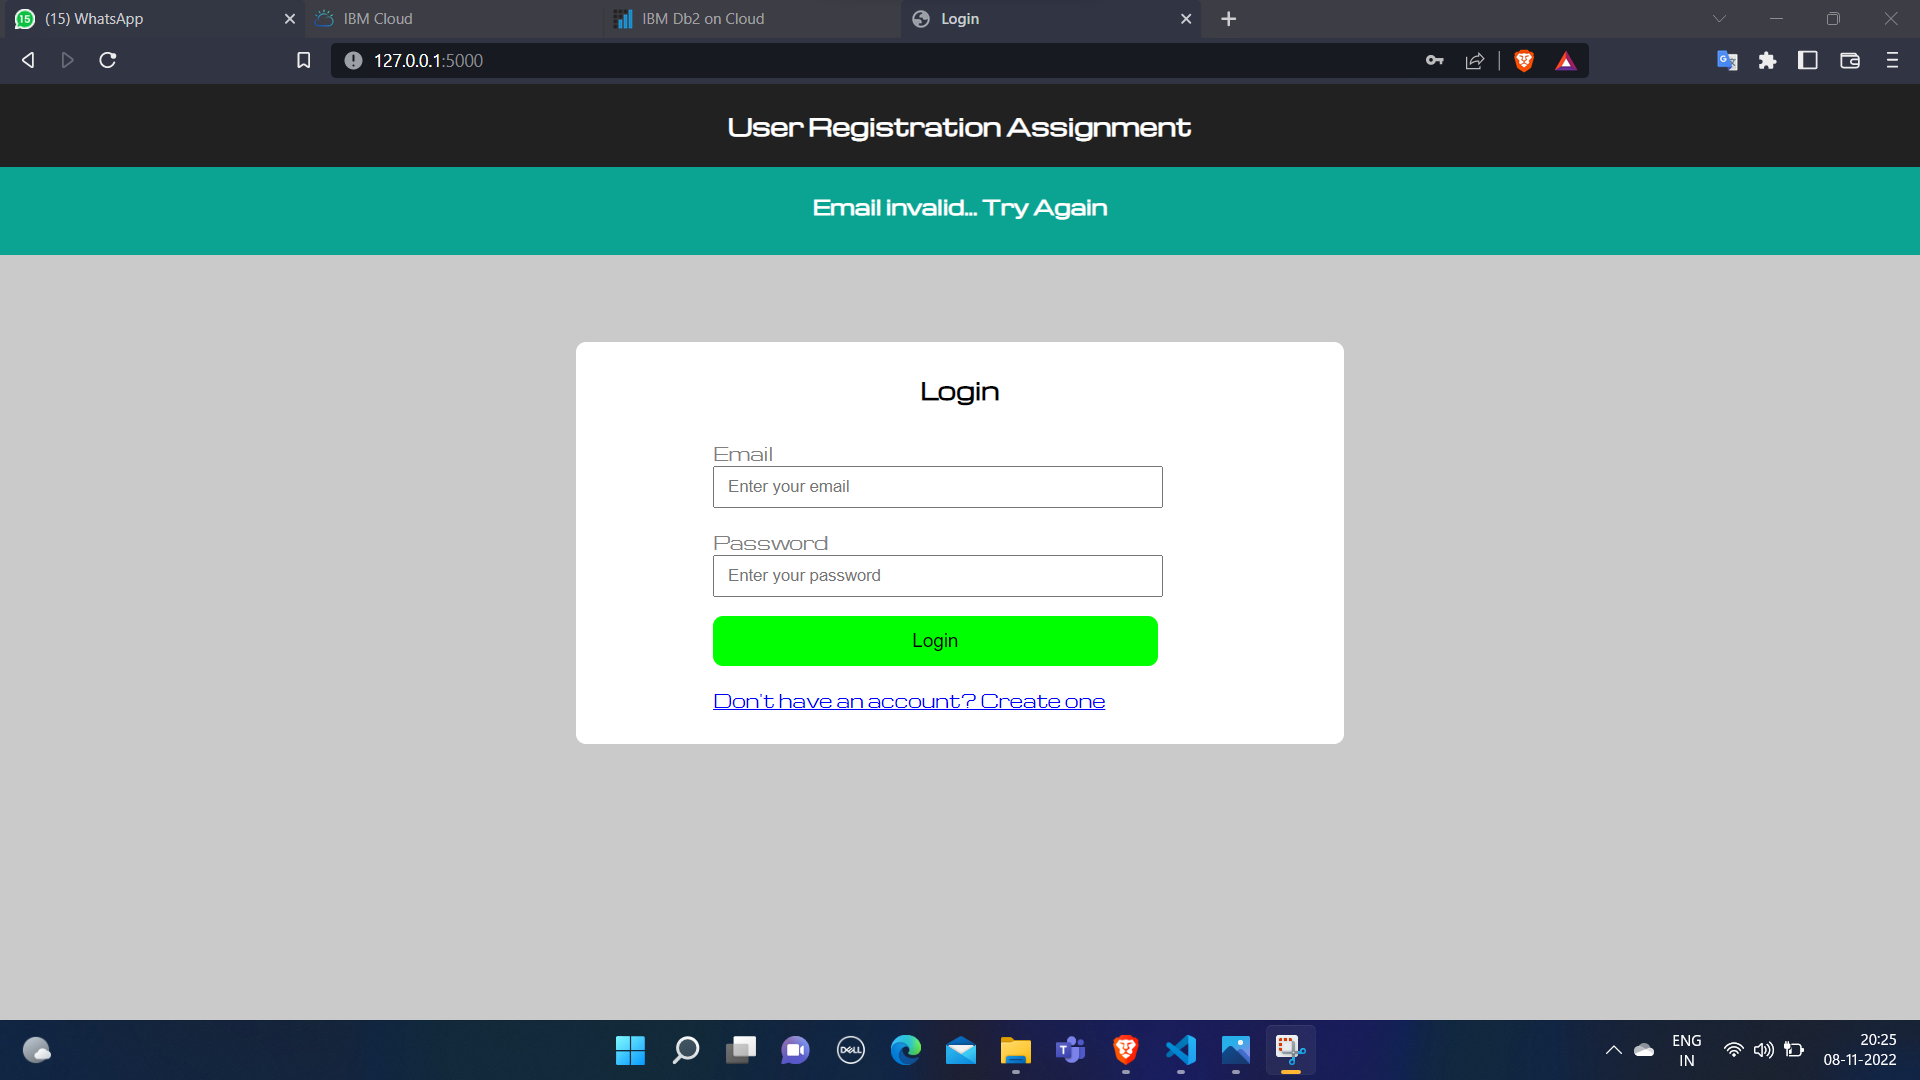 15
(15) WhatsApp
IBM Cloud
IBM Db2 on Cloud
Login
127.0.0.1:5000
User Registration Assignment
Email invalid... Try Again
Login
Email
Enter your email
Password
Enter your password
Login
Don't have an account? Create one
DELL
T
ENG
IN
20:25
08-11-2022